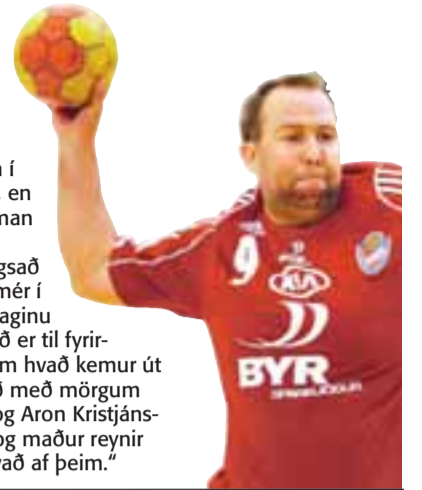 í
en
man
gsað
mér í
aginu
ð er til fyrir-
m hvað kemur út
ð með mörgum
og Aron Kristjáns-
og maður reynir
vað af þeim.“
9
KIA
BYR
SPARISJÓÐUR